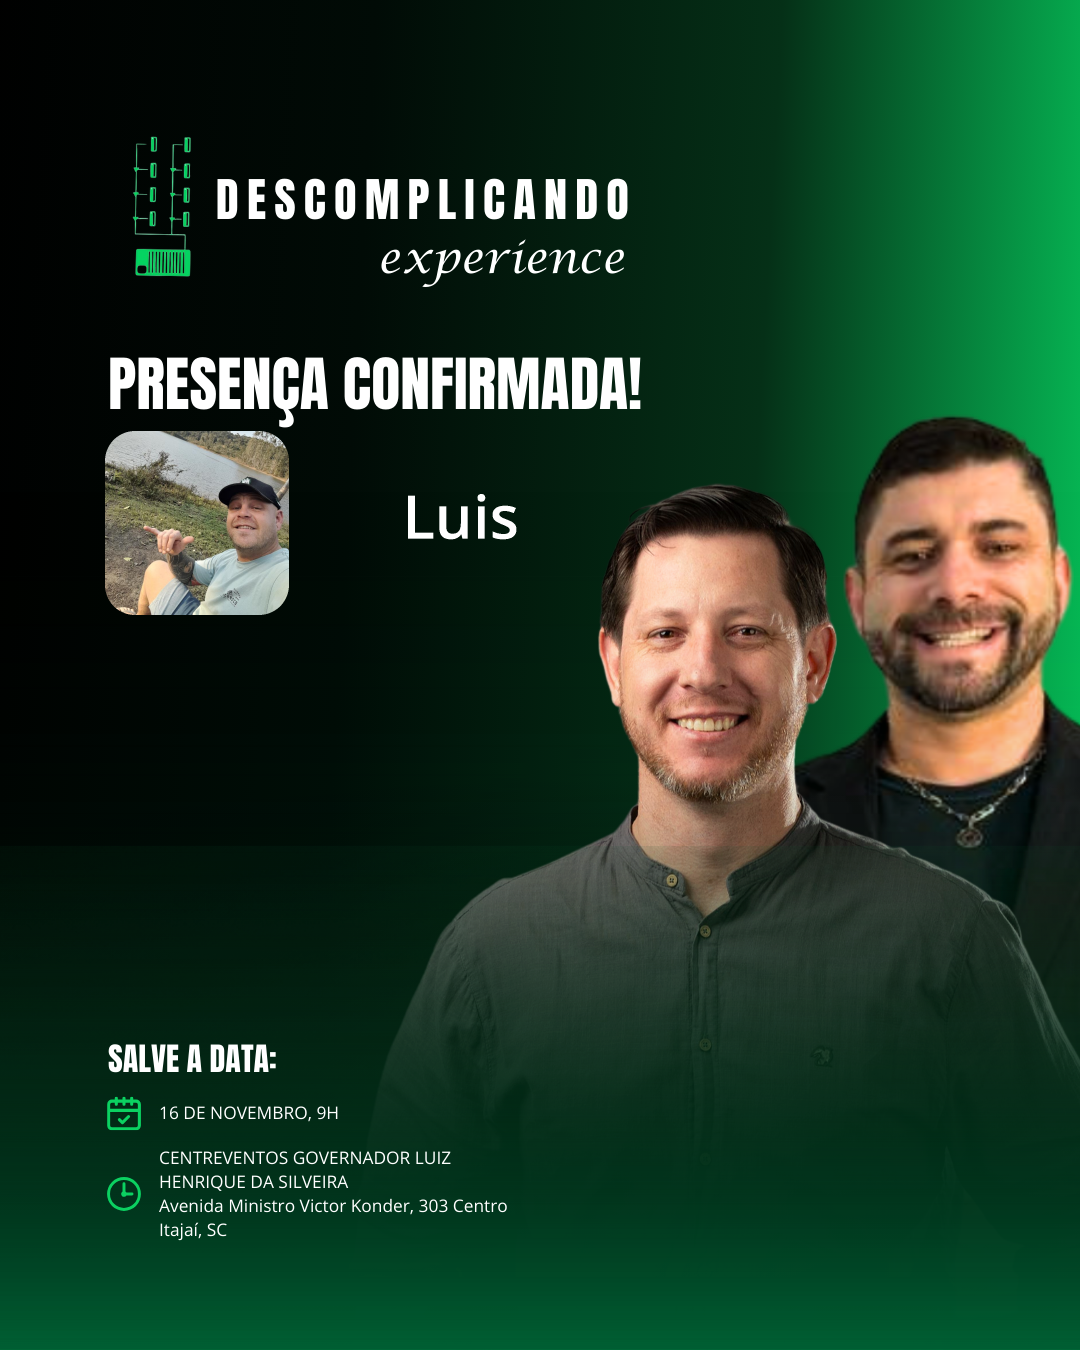 DESCOMPLICANDO
experience
PRESENÇA CONFIRMADA!
Luis
SALVE A DATA:
16 DE NOVEMBRO, 9H
CENTREVENTOS GOVERNADOR LUIZ
HENRIQUE DA SILVEIRA
Avenida Ministro Victor Konder, 303 Centro
Itajaí, SC